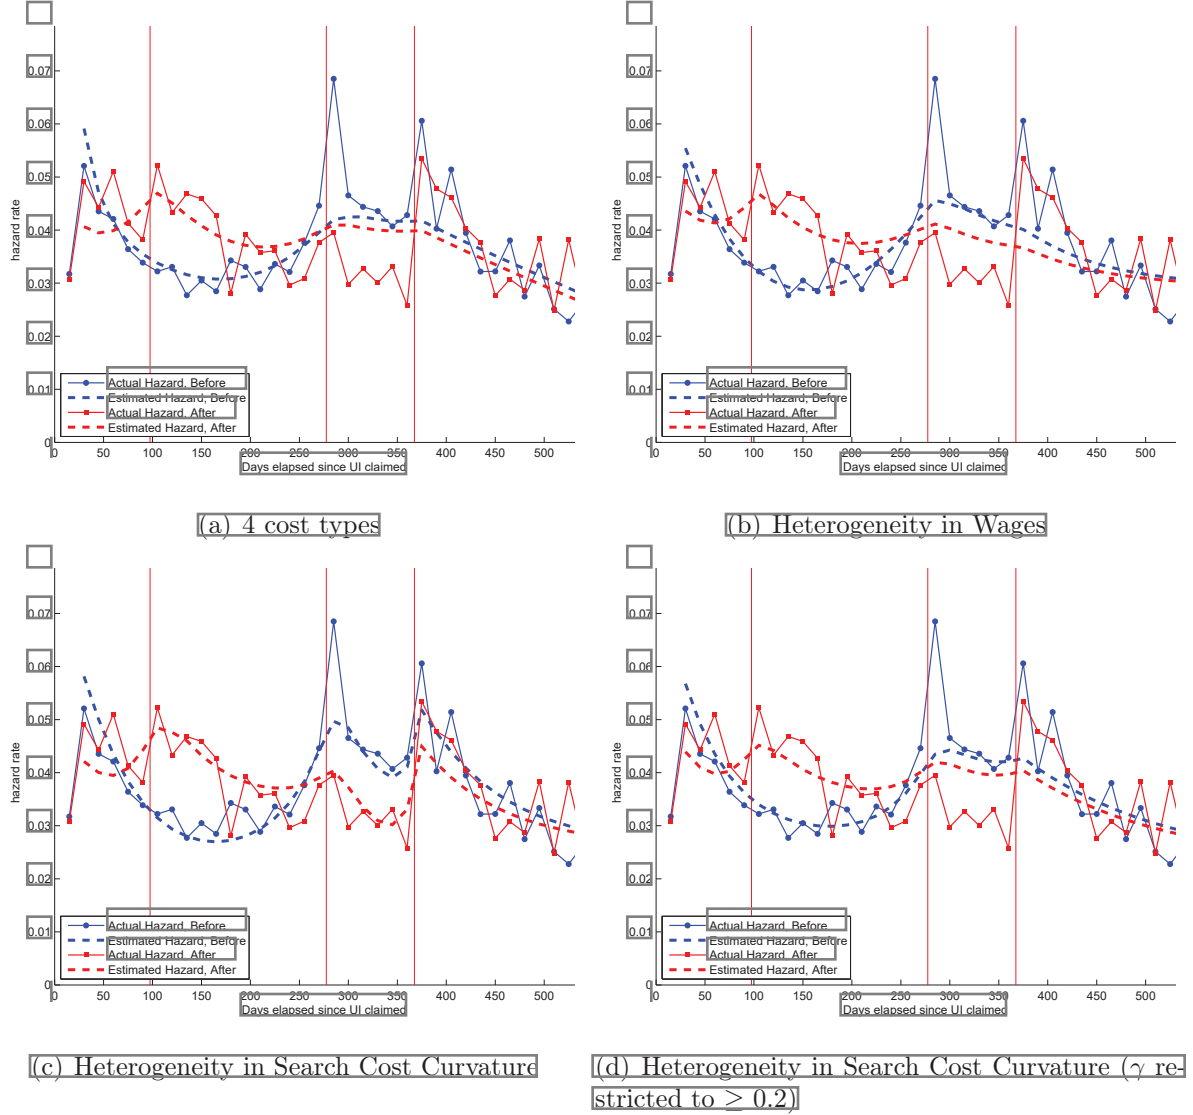 0.07
0.06
0.05
0.04
0.03
0.02
0.01
0
hazard rate
Actual Hazard, Before
Estimated Hazard, Before
Actual Hazard, After
Estimated Hazard, After
0 50 100 150 200 250 300 350 400 450 500
Days elapsed since UI claimed
(a) 4 cost types
0.07
0.06
0.05
0.04
0.03
0.02
0.01
0
hazard rate
Actual Hazard, Before
Estimated Hazard, Before
Actual Hazard, After
Estimated Hazard, After
0 50 100 150 200 250 300 350 400 450 500
Days elapsed since UI claimed
(b) Heterogeneity in Wages
0.07
0.06
0.05
0.04
0.03
0.02
0.01
0
hazard rate
Actual Hazard, Before
Estimated Hazard, Before
Actual Hazard, After
Estimated Hazard, After
0 50 100 150 200 250 300 350 400 450 500
Days elapsed since UI claimed
(c) Heterogeneity in Search Cost Curvature
0.07
0.06
0.05
0.04
0.03
0.02
0.01
0
hazard rate
Actual Hazard, Before
Estimated Hazard, Before
Actual Hazard, After
Estimated Hazard, After
0 50 100 150 200 250 300 350 400 450 500
Days elapsed since UI claimed
(d) Heterogeneity in Search Cost Curvature (γ re-
stricted to ≥ 0.2)